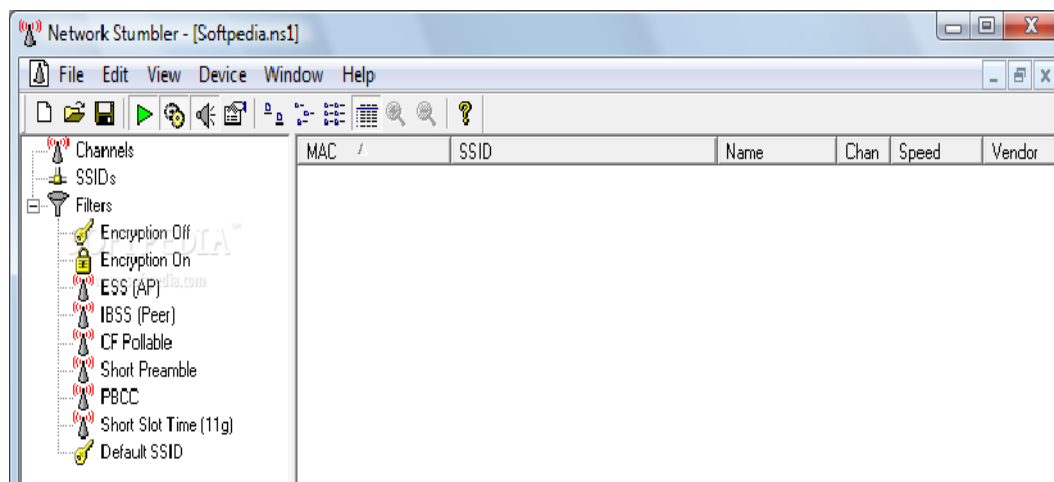 Network Stumbler - [Softpedia.ns1]
File Edit View Device Window Help
Channels
SSIDs
Filters
Encryption Off
Encryption On
ESS (AP)
IBSS (Peer)
CF Pollable
Short Preamble
PBCC
Short Slot Time (11g)
Default SSID
MAC SSID Name Chan Speed Vendor
SOFTPEDIA